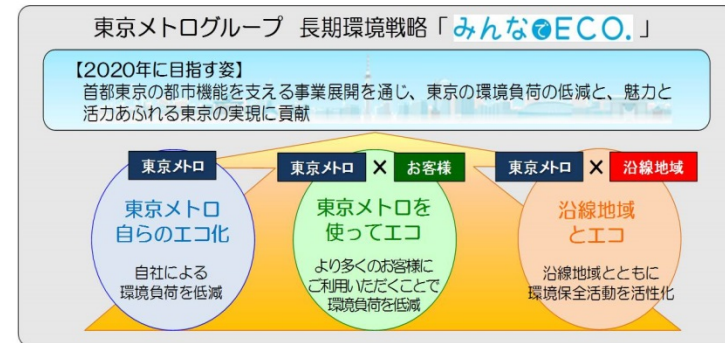 東京メトログループ 長期環境戦略「みんなでECO.」
【2020年に目指す姿】
首都東京の都市機能を支える事業展開を通じ、東京の環境負荷の低減と、魅力と
活力あふれる東京の実現に貢献
東京メトロ
東京メトロ
自らのエコ化
自社による
環境負荷を低減
東京メトロ × お客様
東京メトロを
使ってエコ
より多くのお客様に
ご利用いただくことで
環境負荷を低減
東京メトロ × 沿線地域
沿線地域
とエコ
沿線地域とともに
環境保全活動を活性化